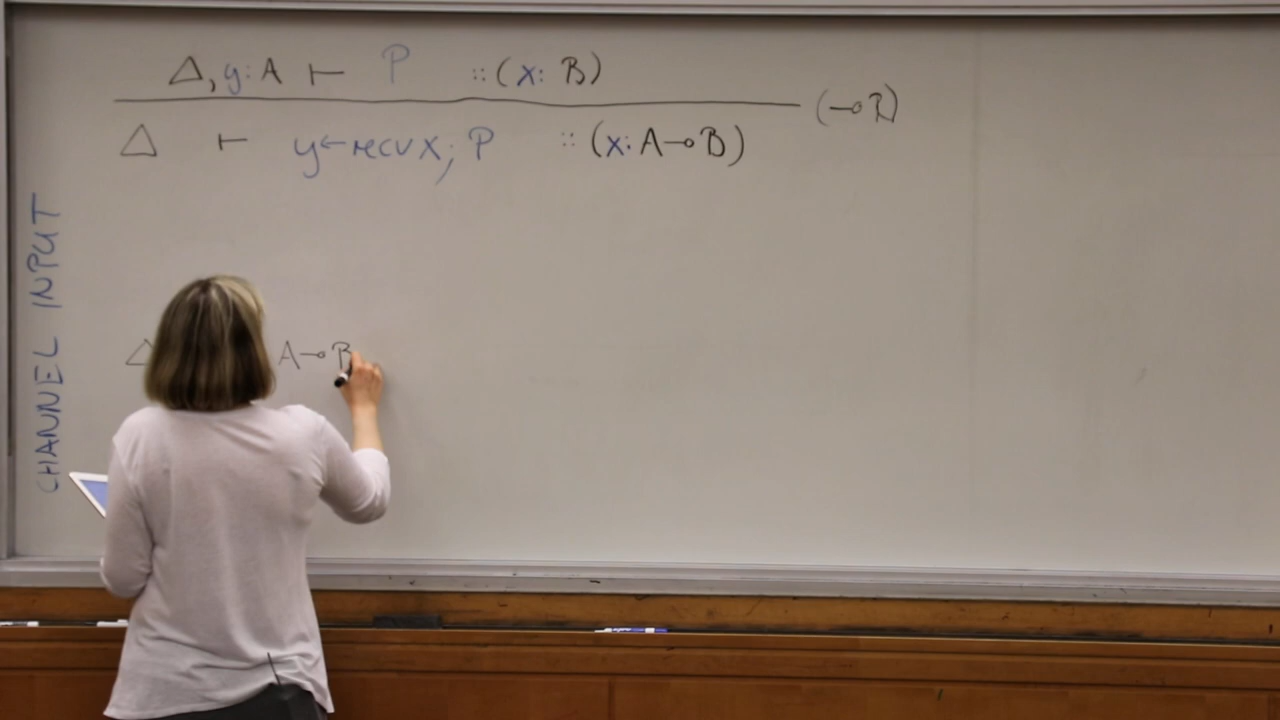 Δ, y: A ⊢ P :: (x: B)
(⊸R)
Δ ⊢ y←recv x; P :: (x: A⊸B)
CHANNEL INPUT
Δ A⊸B